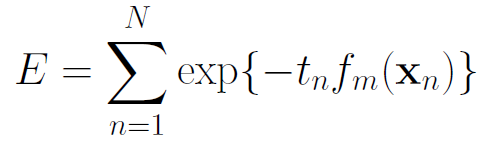 E = \sum_{n=1}^{N} \exp\{-t_n f_m(\mathbf{x}_n)\}